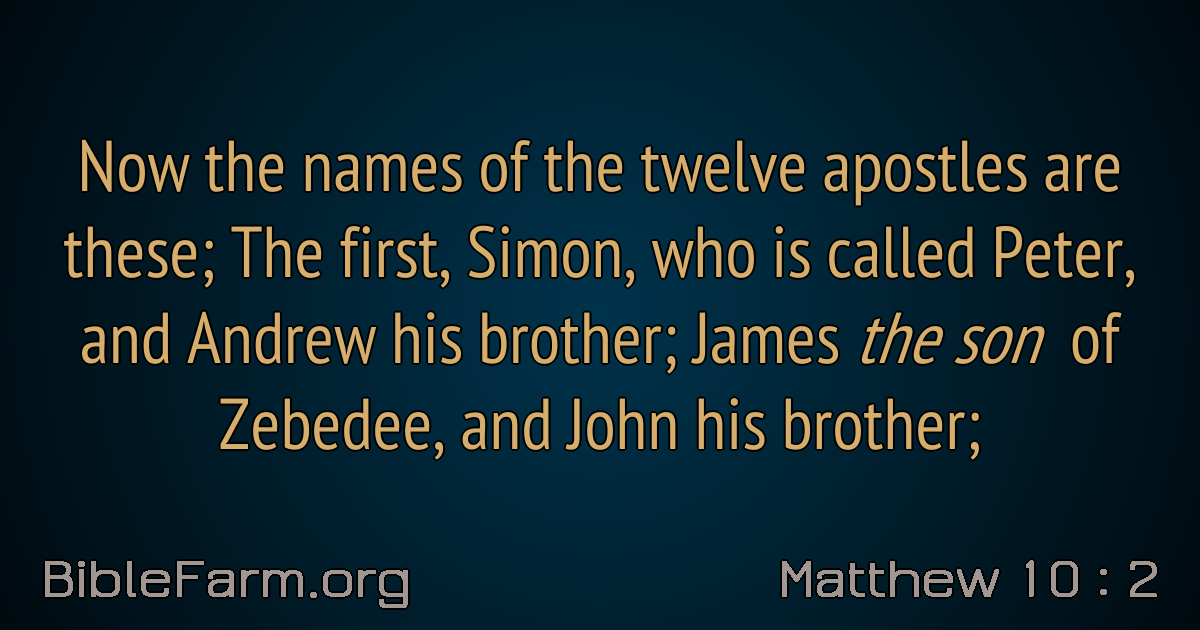 Now the names of the twelve apostles are
these; The first, Simon, who is called Peter,
and Andrew his brother; James the son of
Zebedee, and John his brother;
BibleFarm.org
Matthew 10 : 2